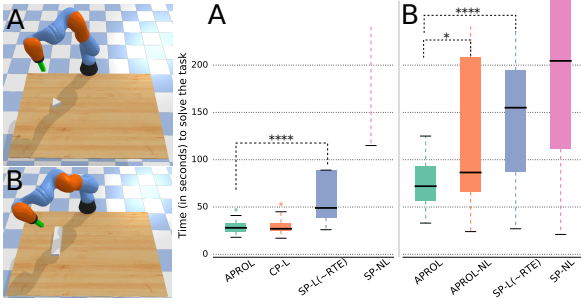 A
B
A
Time (in seconds) to solve the task
200
150
100
50
0
****
APROL
CP-L
SP-L(−RTE)
SP-NL
B
****
*
APROL
APROL-NL
SP-L(−RTE)
SP-NL